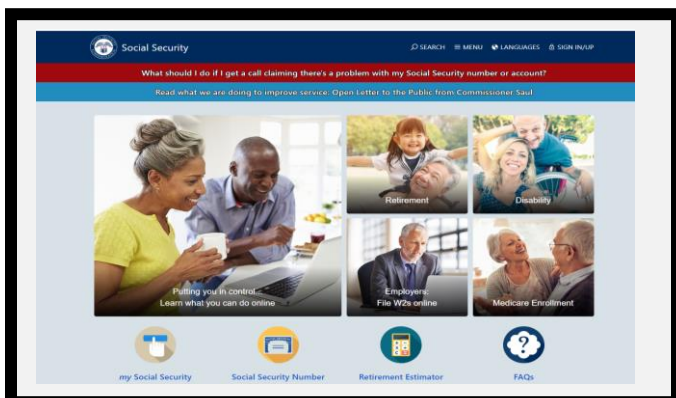 Social Security
SEARCH MENU LANGUAGES SIGN IN/UP
What should I do if I get a call claiming there's a problem with my Social Security number or account?
Read what we are doing to improve service: Open Letter to the Public from Commissioner Saul
Retirement
Disability
Putting you in control...
Learn what you can do online
Employers:
File W2s online
Medicare Enrollment
my Social Security
Social Security Number
Retirement Estimator
FAQs